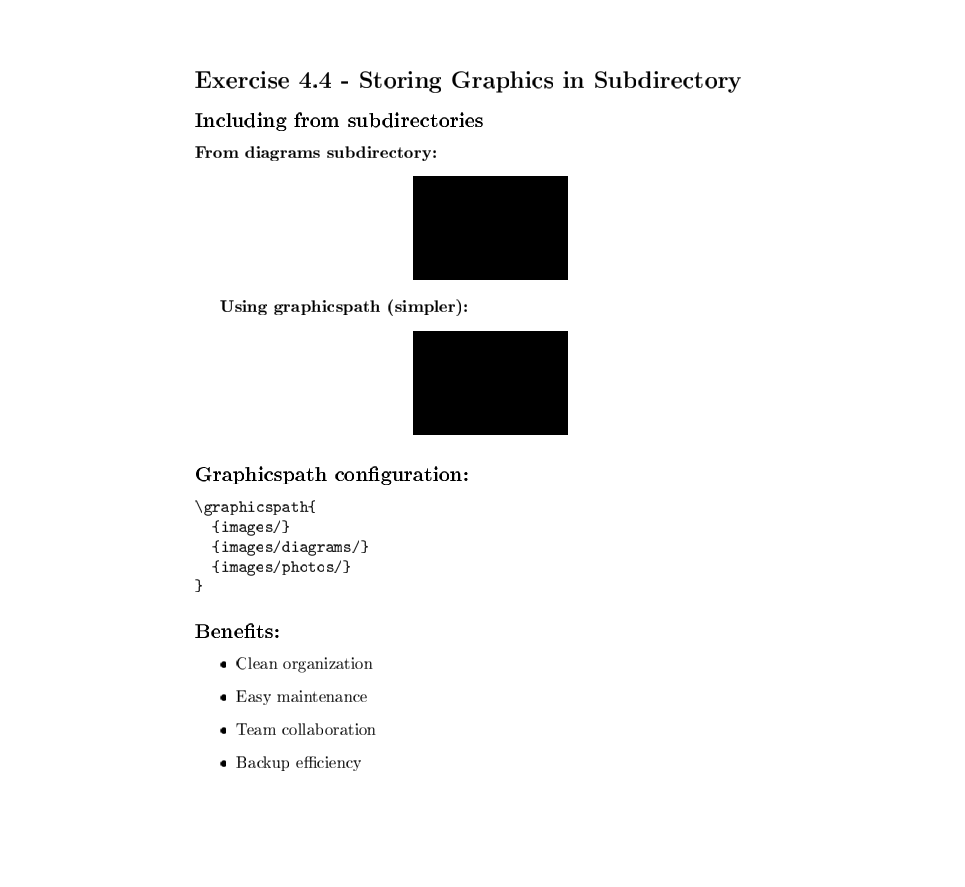 Exercise 4.4 - Storing Graphics in Subdirectory
Including from subdirectories
From diagrams subdirectory:
Using graphicspath (simpler):
Graphicspath configuration:
\graphicspath{
  {images/}
  {images/diagrams/}
  {images/photos/}
}
Benefits:
• Clean organization
• Easy maintenance
• Team collaboration
• Backup efficiency